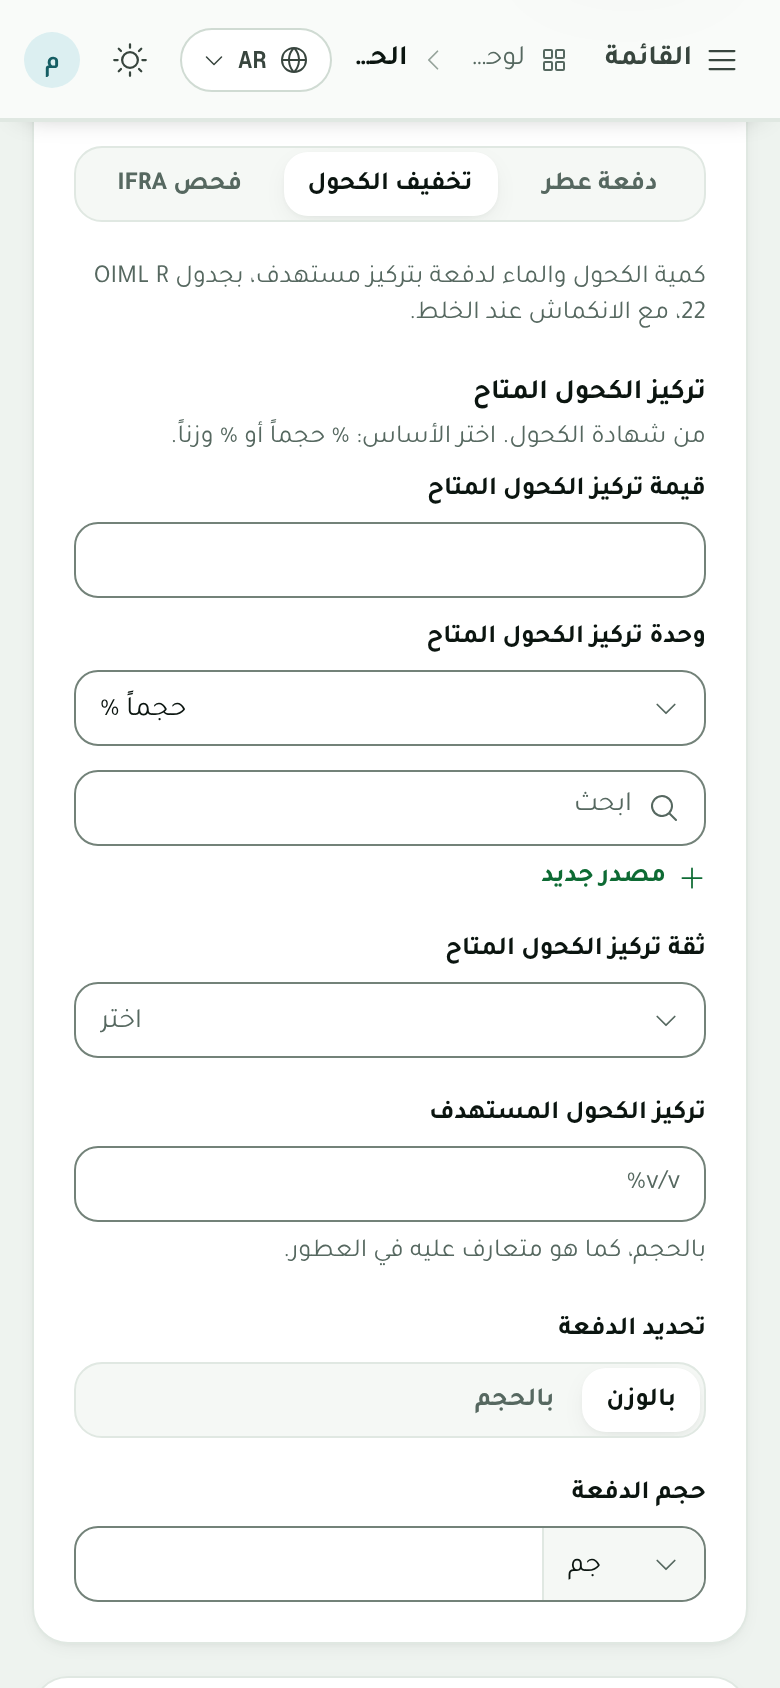 القائمة
لوحـ...
الحـ...
AR
م
دفعة عطر
تخفيف الكحول
فحص IFRA
كمية الكحول والماء لدفعة بتركيز مستهدف، بجدول OIML R
22، مع الانكماش عند الخلط.
تركيز الكحول المتاح
من شهادة الكحول. اختر الأساس: % حجماً أو % وزناً.
قيمة تركيز الكحول المتاح
وحدة تركيز الكحول المتاح
% حجماً
ابحث
مصدر جديد
ثقة تركيز الكحول المتاح
اختر
تركيز الكحول المستهدف
%v/v
بالحجم، كما هو متعارف عليه في العطور.
تحديد الدفعة
بالوزن
بالحجم
حجم الدفعة
جم